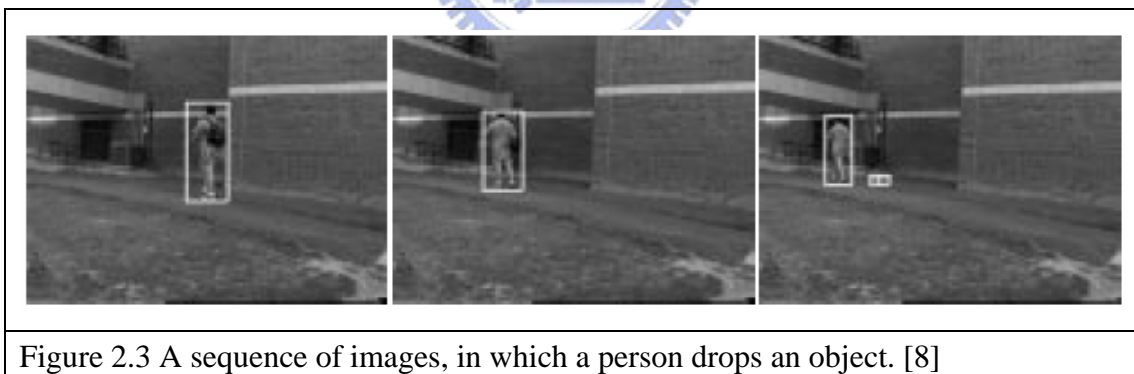 Figure 2.3 A sequence of images, in which a person drops an object. [8]